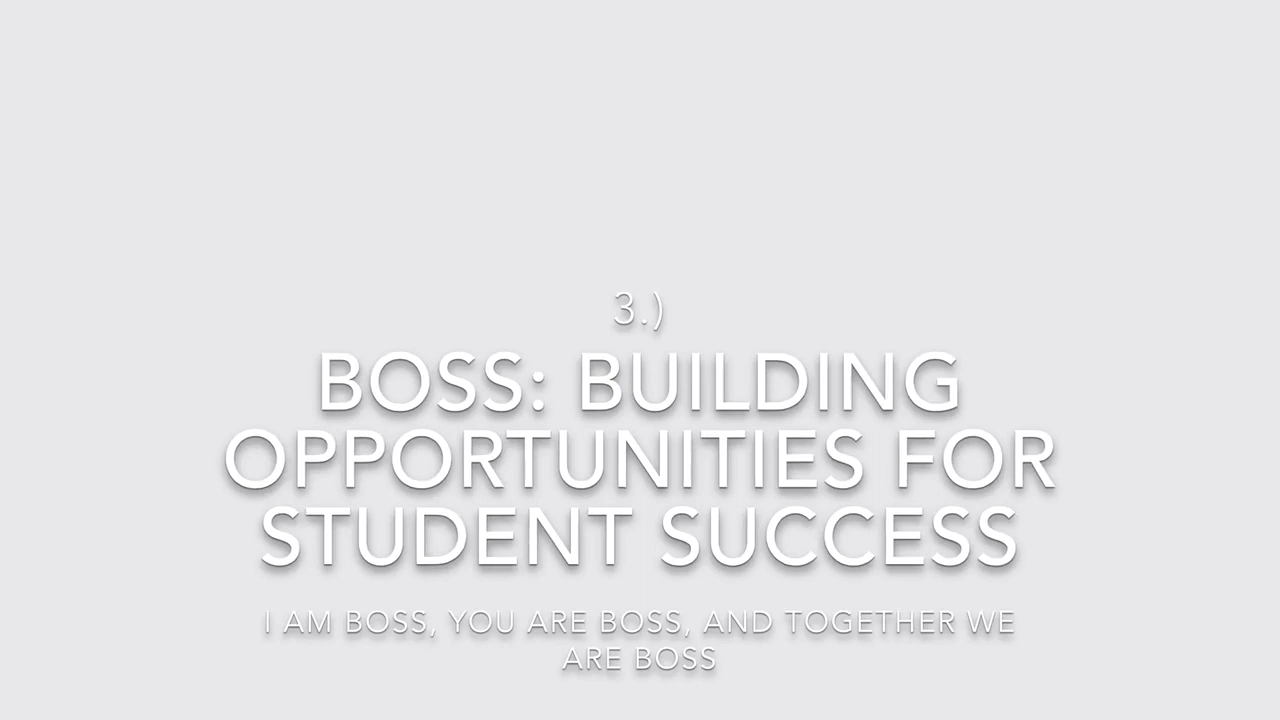 3.)
BOSS: BUILDING
OPPORTUNITIES FOR
STUDENT SUCCESS
I AM BOSS, YOU ARE BOSS, AND TOGETHER WE
ARE BOSS